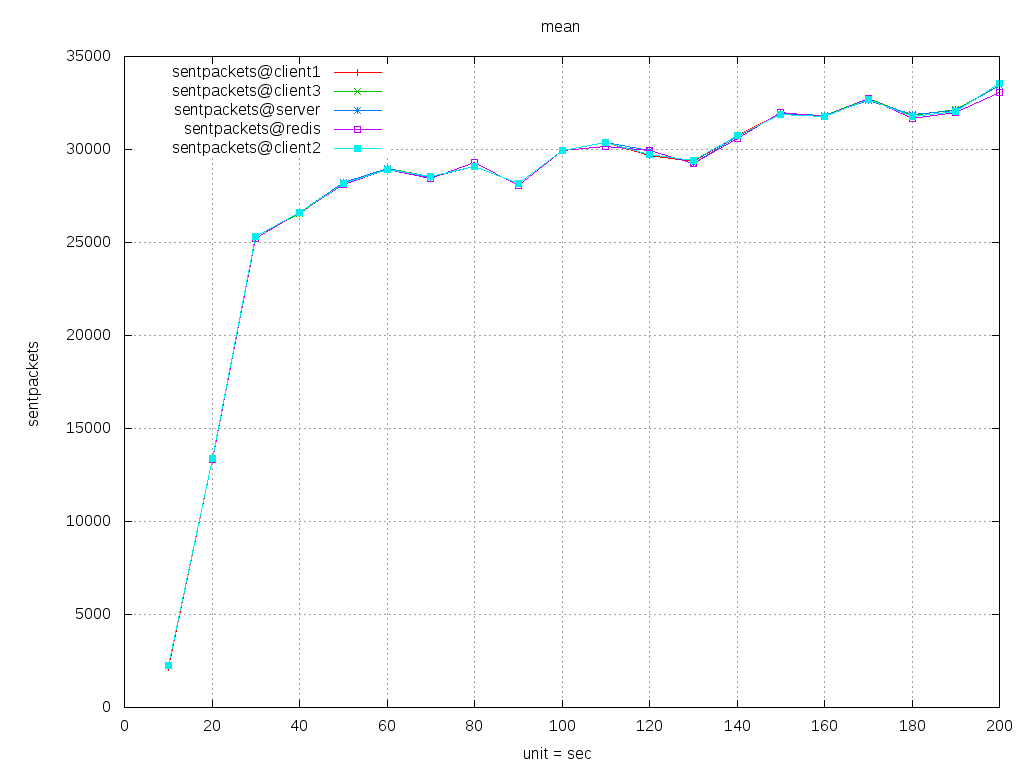 mean
35000
30000
25000
20000
15000
10000
5000
0
sentpackets@client1
sentpackets@client3
sentpackets@server
sentpackets@redis
sentpackets@client2
sentpackets
0 20 40 60 80 100 120 140 160 180 200
unit = sec